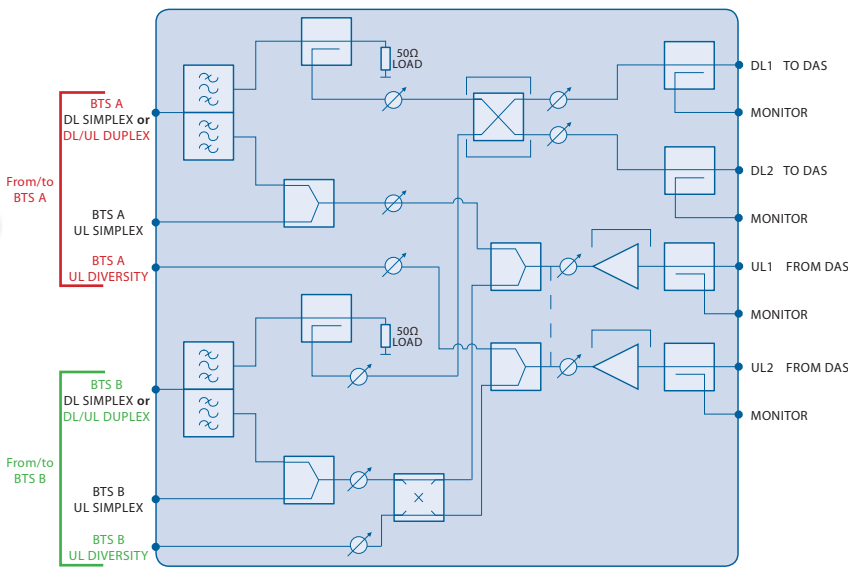 50Ω
LOAD
DL1 TO DAS
MONITOR
BTS A
DL SIMPLEX or
DL/UL DUPLEX
From/to
BTS A
DL2 TO DAS
MONITOR
BTS A
UL SIMPLEX
BTS A
UL DIVERSITY
UL1 FROM DAS
MONITOR
50Ω
LOAD
UL2 FROM DAS
MONITOR
BTS B
DL SIMPLEX or
DL/UL DUPLEX
From/to
BTS B
BTS B
UL SIMPLEX
BTS B
UL DIVERSITY